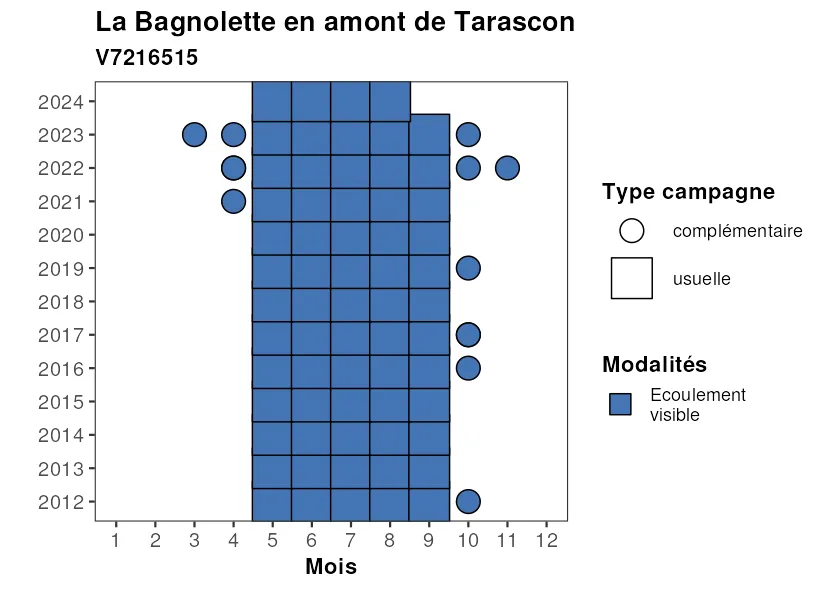 La Bagnolette en amont de Tarascon
V7216515
2024
2023
2022
2021
2020
2019
2018
2017
2016
2015
2014
2013
2012
1 2 3 4 5 6 7 8 9 10 11 12
Mois
Type campagne
complémentaire
usuelle
Modalités
Ecoulement
visible